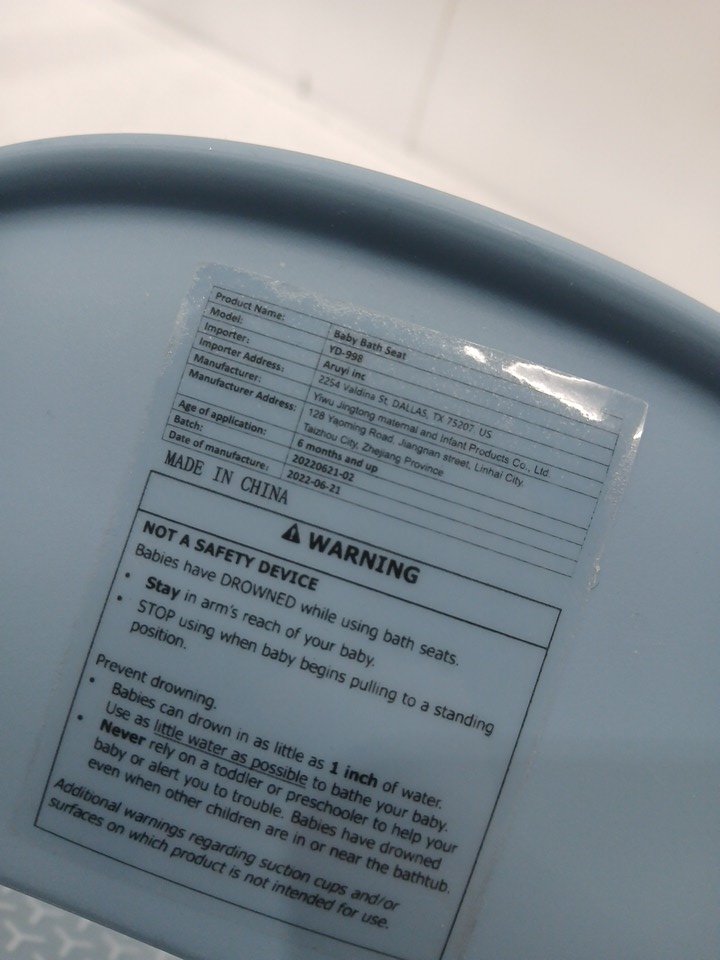 Product Name: Baby Bath Seat
Model: YD-998
Importer: Aruyi inc
Importer Address: 2254 Valdina St. DALLAS, TX 75207. US
Manufacturer: Yiwu Jingtong maternal and Infant Products Co., Ltd.
Manufacturer Address: 128 Yaoming Road, Jiangnan street, Linhai City,
Taizhou City, Zhejiang Province
Age of application: 6 months and up
Batch: 20220621-02
Date of manufacture: 2022-06-21
MADE IN CHINA
⚠ WARNING
NOT A SAFETY DEVICE
Babies have DROWNED while using bath seats.
• Stay in arm's reach of your baby.
• STOP using when baby begins pulling to a standing
position.
Prevent drowning.
• Babies can drown in as little as 1 inch of water.
Use as little water as possible to bathe your baby.
• Never rely on a toddler or preschooler to help your
baby or alert you to trouble. Babies have drowned
even when other children are in or near the bathtub.
Additional warnings regarding suction cups and/or
surfaces on which product is not intended for use.